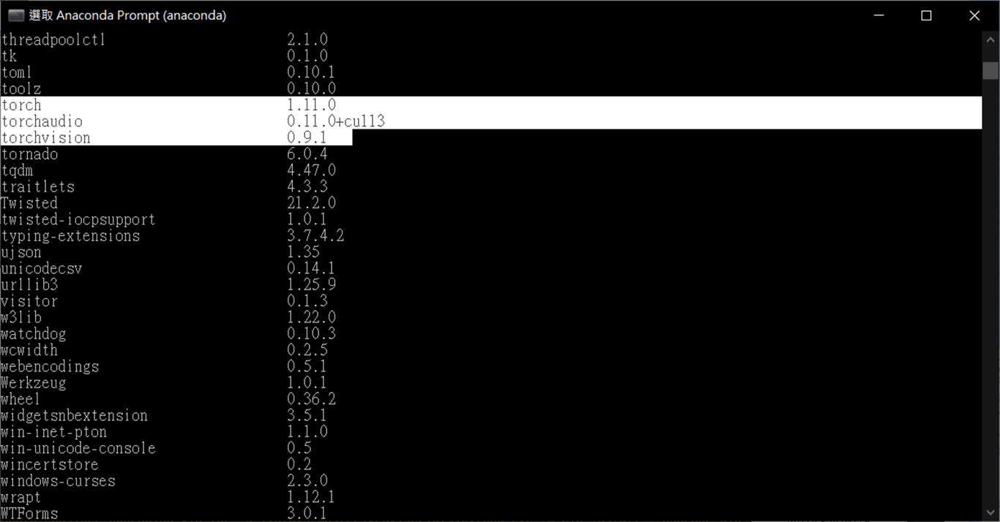 選取 Anaconda Prompt (anaconda)
threadpoolctl 2.1.0
tk 0.1.0
toml 0.10.1
toolz 0.10.0
torch 1.11.0
torchaudio 0.11.0+cu113
torchvision 0.9.1
tornado 6.0.4
tqdm 4.47.0
traitlets 4.3.3
Twisted 21.2.0
twisted-iocpsupport 1.0.1
typing-extensions 3.7.4.2
ujson 1.35
unicodecsv 0.14.1
urllib3 1.25.9
visitor 0.1.3
w3lib 1.22.0
watchdog 0.10.3
wcwidth 0.2.5
webencodings 0.5.1
Werkzeug 1.0.1
wheel 0.36.2
widgetsnbextension 3.5.1
win-inet-pton 1.1.0
win-unicode-console 0.5
wincertstore 0.2
windows-curses 2.3.0
wrapt 1.12.1
WTForms 3.0.1